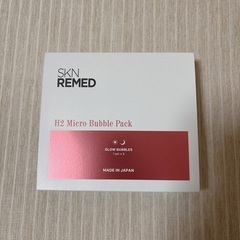 SKN
REMED
H2 Micro Bubble Pack
GLOW BUBBLES
MADE IN JAPAN